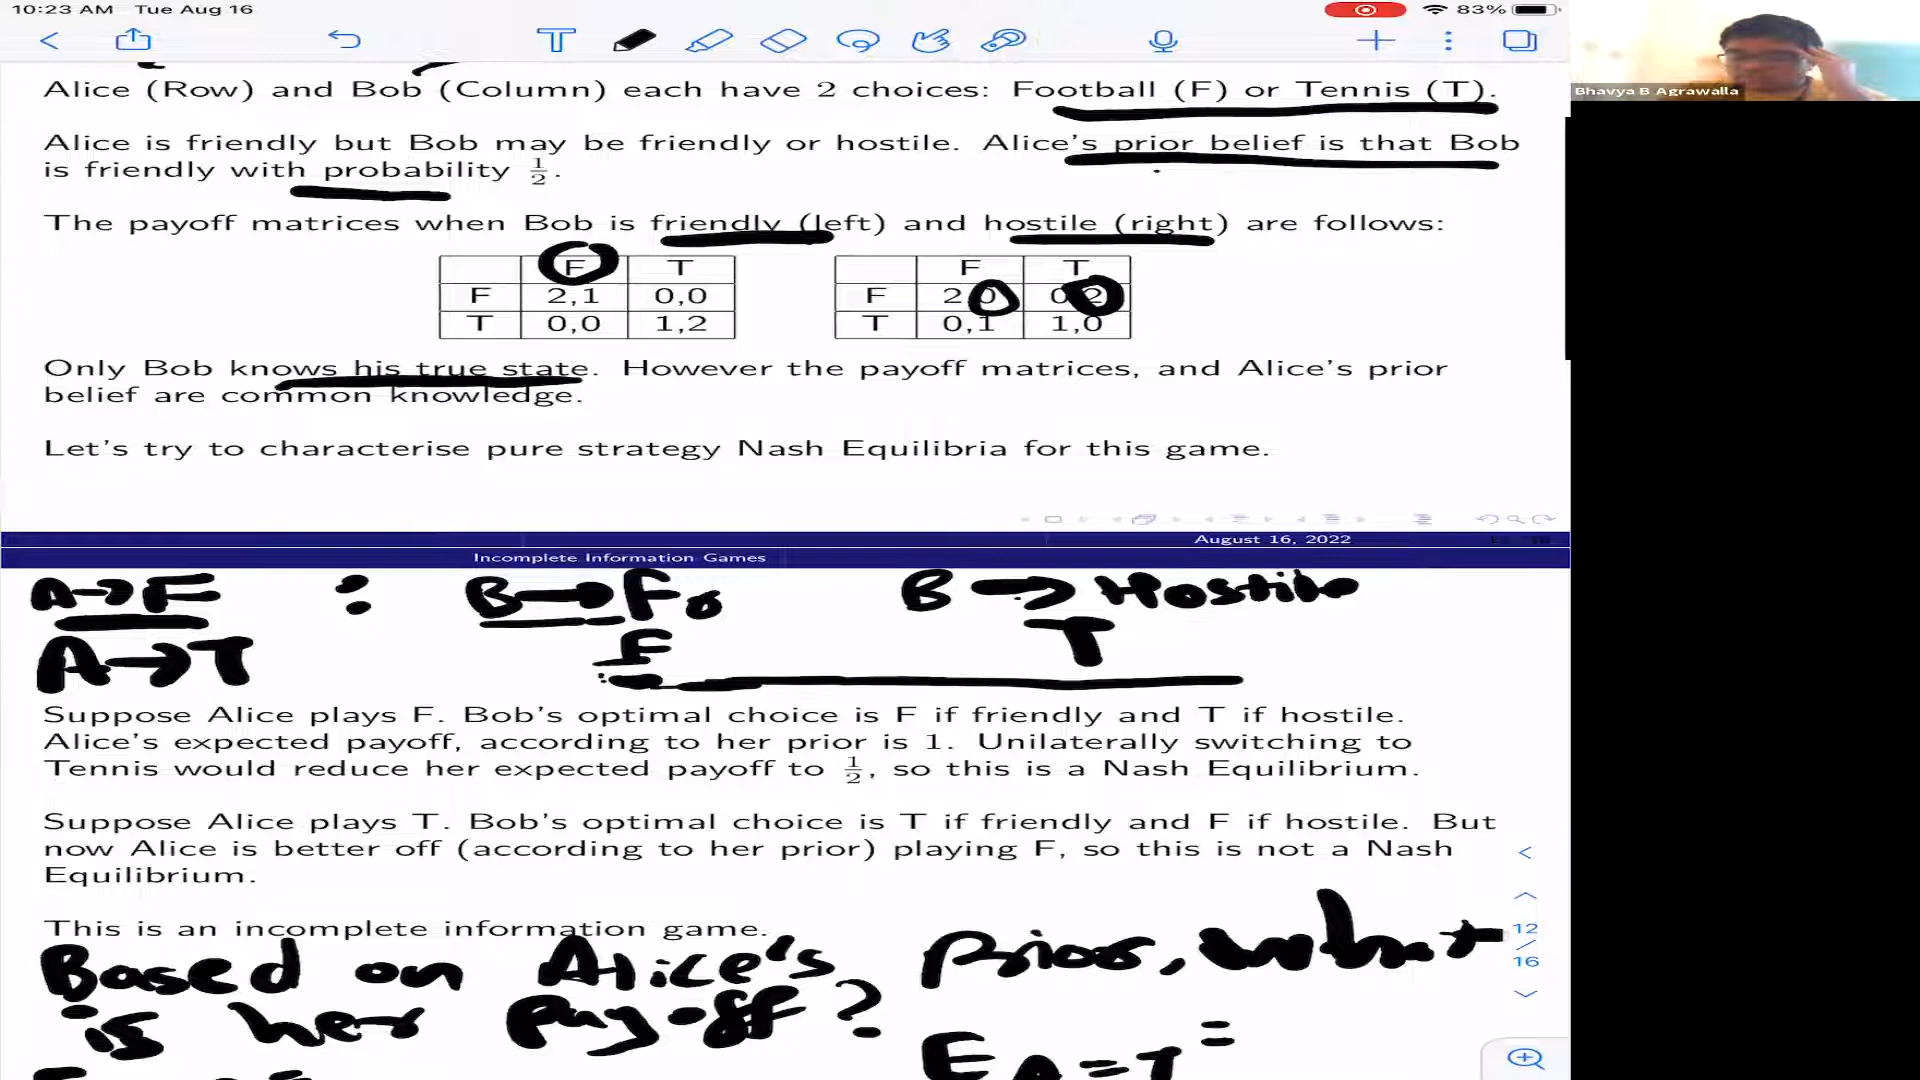 10:23 AM Tue Aug 16
83%
Bhavya B Agrawalla
Alice (Row) and Bob (Column) each have 2 choices: Football (F) or Tennis (T).
Alice is friendly but Bob may be friendly or hostile. Alice's prior belief is that Bob
is friendly with probability 1/2.
The payoff matrices when Bob is friendly (left) and hostile (right) are follows:
F T F T
F 2,1 0,0 F 2,0 0,2
T 0,0 1,2 T 0,1 1,0
Only Bob knows his true state. However the payoff matrices, and Alice's prior
belief are common knowledge.
Let's try to characterise pure strategy Nash Equilibria for this game.
August 16, 2022
Incomplete Information Games
A→F : B→Fr B→Hostile
A→T F T
Suppose Alice plays F. Bob's optimal choice is F if friendly and T if hostile.
Alice's expected payoff, according to her prior is 1. Unilaterally switching to
Tennis would reduce her expected payoff to 1/2, so this is a Nash Equilibrium.
Suppose Alice plays T. Bob's optimal choice is T if friendly and F if hostile. But
now Alice is better off (according to her prior) playing F, so this is not a Nash
Equilibrium.
This is an incomplete information game.
12
/
16
Based on Alice's Prior, what
is her Pay-off?
E A=T =